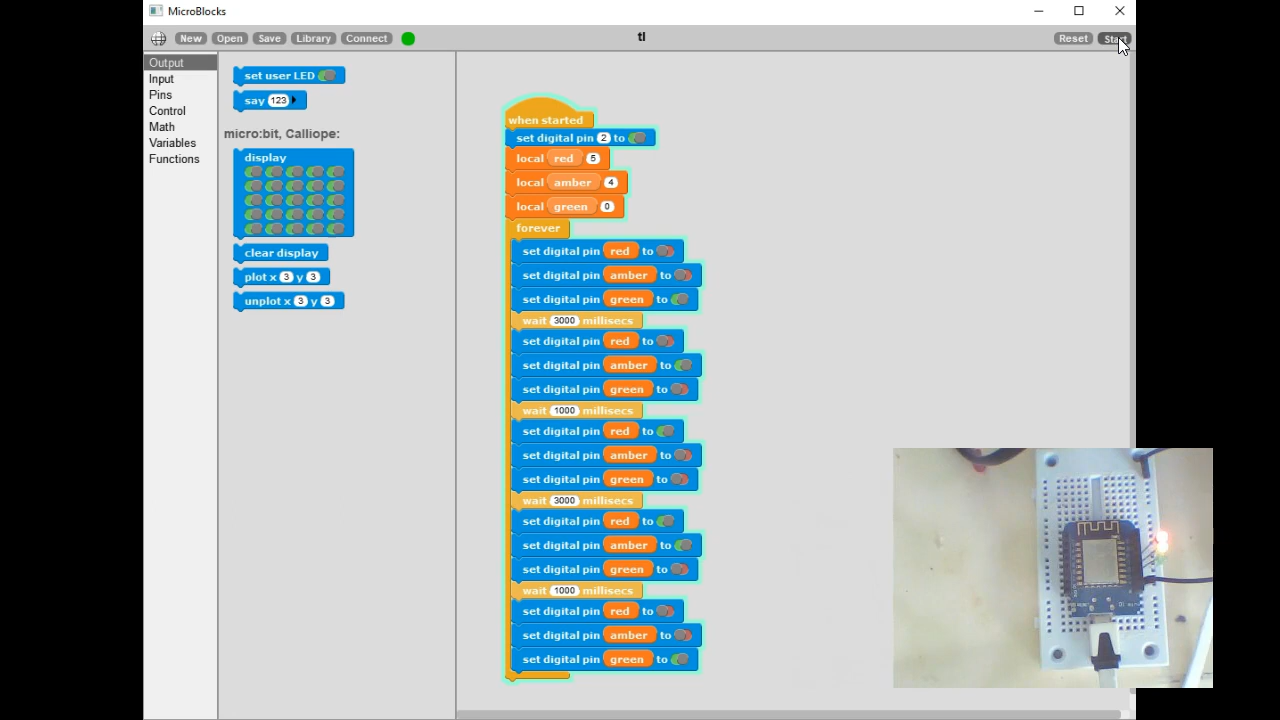 MicroBlocks
New Open Save Library Connect tl Reset Start
Output
Input
Pins
Control
Math
Variables
Functions
set user LED
say 123
micro:bit, Calliope:
display
clear display
plot x 3 y 3
unplot x 3 y 3
when started
set digital pin 2 to
local red 5
local amber 4
local green 0
forever
set digital pin red to
set digital pin amber to
set digital pin green to
wait 3000 millisecs
set digital pin red to
set digital pin amber to
set digital pin green to
wait 1000 millisecs
set digital pin red to
set digital pin amber to
set digital pin green to
wait 3000 millisecs
set digital pin red to
set digital pin amber to
set digital pin green to
wait 1000 millisecs
set digital pin red to
set digital pin amber to
set digital pin green to